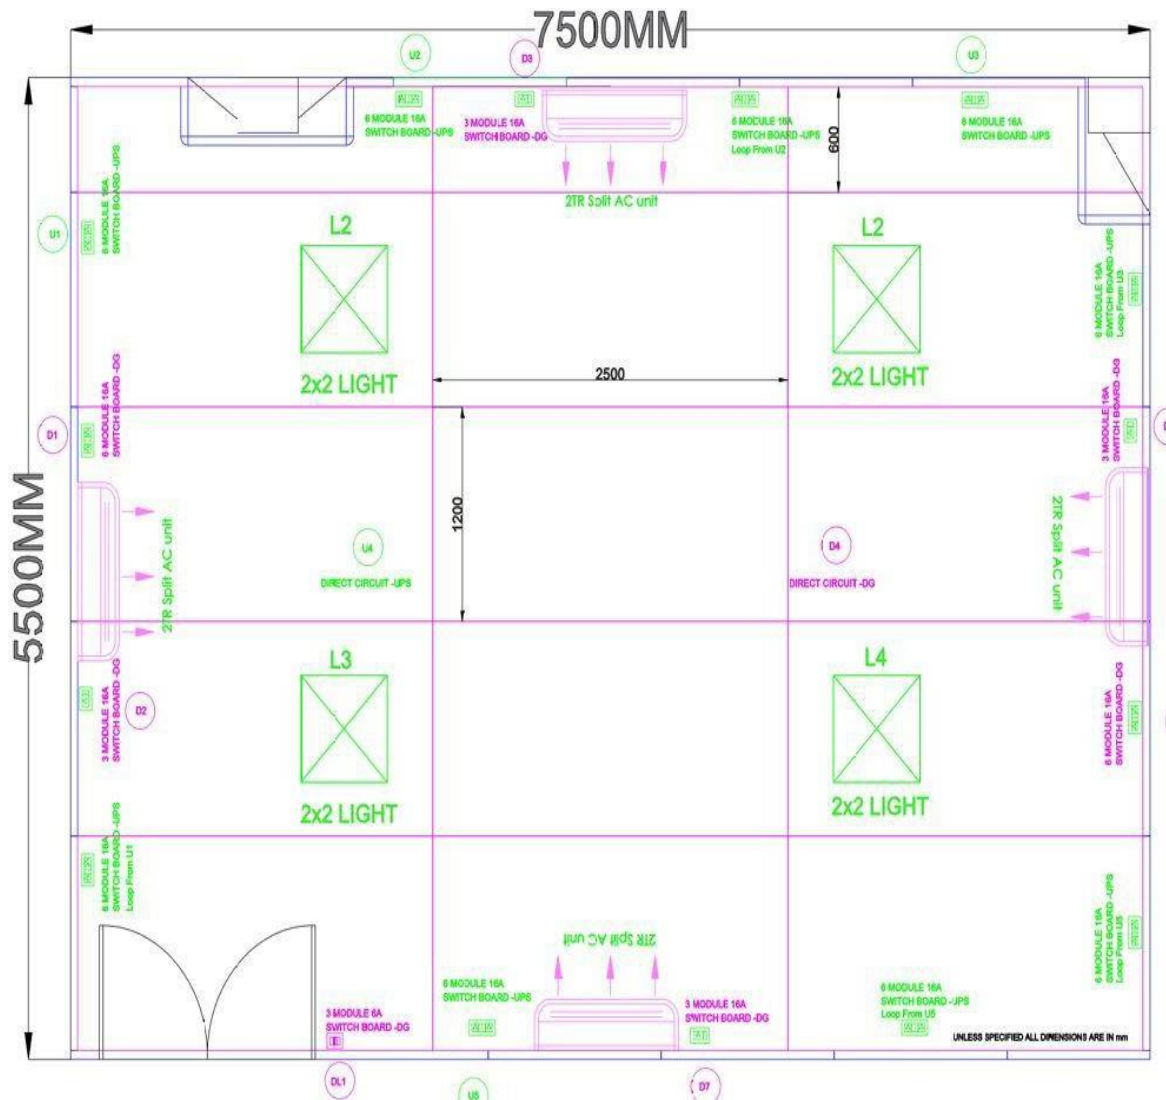 7500MM
U2
D3
U3
6 MODULE 16A
SWITCH BOARD -UPS
3 MODULE 16A
SWITCH BOARD -DG
6 MODULE 16A
SWITCH BOARD -UPS
Loop From U2
6 MODULE 16A
SWITCH BOARD -UPS
600
2TR Split AC unit
6 MODULE 16A
SWITCH BOARD -UPS
U1
L2
L2
6 MODULE 16A
SWITCH BOARD -UPS
Loop From U3
2x2 LIGHT
2x2 LIGHT
2500
6 MODULE 16A
SWITCH BOARD -DG
D1
3 MODULE 16A
SWITCH BOARD -DG
5500MM
1200
2TR Split AC unit
U4
DIRECT CIRCUIT -UPS
D4
DIRECT CIRCUIT -DG
2TR Split AC unit
L3
L4
3 MODULE 16A
SWITCH BOARD -DG
D2
6 MODULE 16A
SWITCH BOARD -DG
2x2 LIGHT
2x2 LIGHT
6 MODULE 16A
SWITCH BOARD -UPS
Loop From U1
6 MODULE 16A
SWITCH BOARD -UPS
Loop From U5
2TR Split AC
unit
6 MODULE 16A
SWITCH BOARD -UPS
6 MODULE 16A
SWITCH BOARD -UPS
Loop From U5
3 MODULE 6A
SWITCH BOARD -DG
3 MODULE 16A
SWITCH BOARD -DG
UNLESS SPECIFIED ALL DIMENSIONS ARE IN mm
DL1
U5
D7